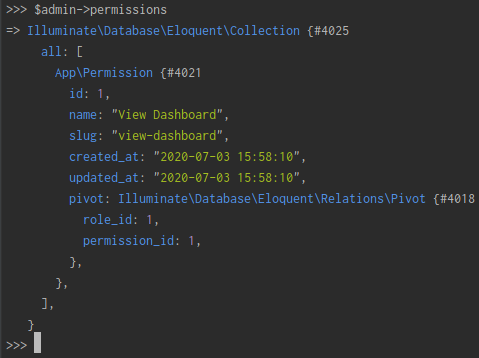 >>> $admin->permissions
=> Illuminate\Database\Eloquent\Collection {#4025
     all: [
       App\Permission {#4021
         id: 1,
         name: "View Dashboard",
         slug: "view-dashboard",
         created_at: "2020-07-03 15:58:10",
         updated_at: "2020-07-03 15:58:10",
         pivot: Illuminate\Database\Eloquent\Relations\Pivot {#4018
           role_id: 1,
           permission_id: 1,
         },
       },
     ],
   }
>>>